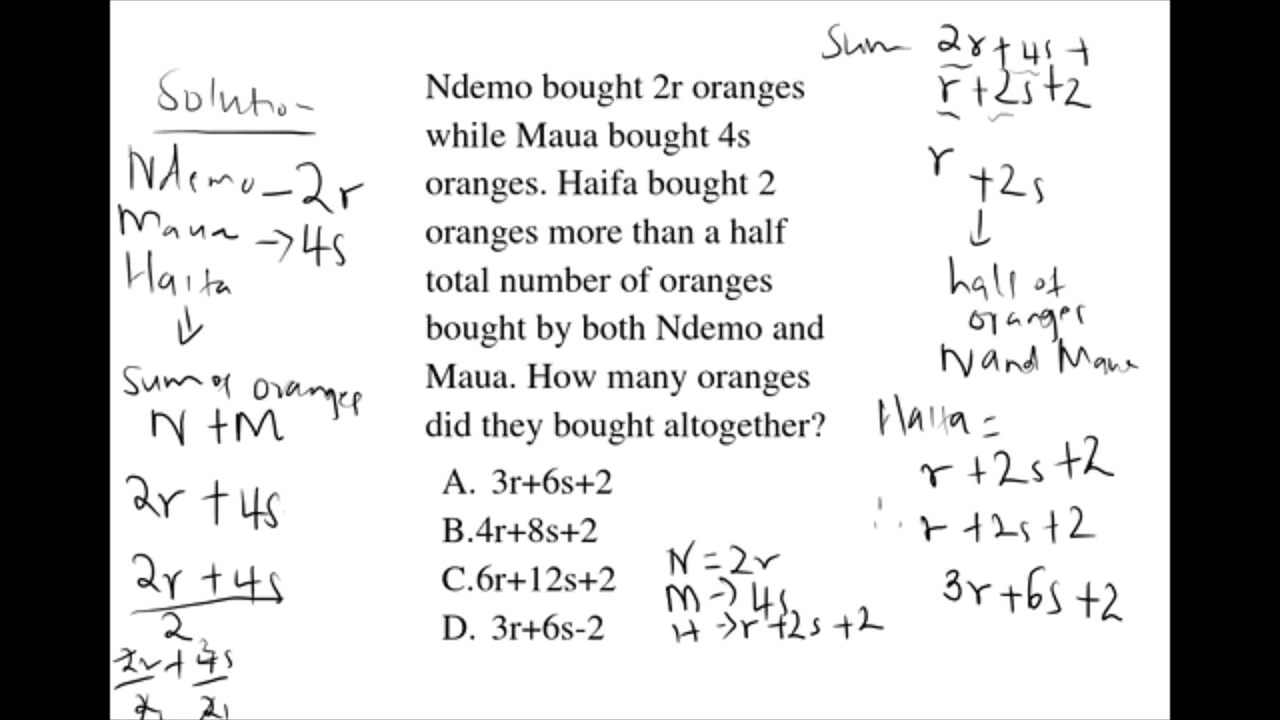 Solution
Ndemo - 2r
Maua -> 4s
Haifa
↓
Sum of oranges
N + M
2r + 4s
2r + 4s
2
2r + 4s
2 2
Ndemo bought 2r oranges
while Maua bought 4s
oranges. Haifa bought 2
oranges more than a half
total number of oranges
bought by both Ndemo and
Maua. How many oranges
did they bought altogether?
A. 3r+6s+2
B.4r+8s+2
C.6r+12s+2
D. 3r+6s-2
N = 2r
M -> 4s
H -> r +2s +2
Sum 2r + 4s +
r + 2s + 2
r
+2s
↓
half of
oranges
N and Maua
Haifa =
r + 2s + 2
∴ r + 2s + 2
3r + 6s + 2